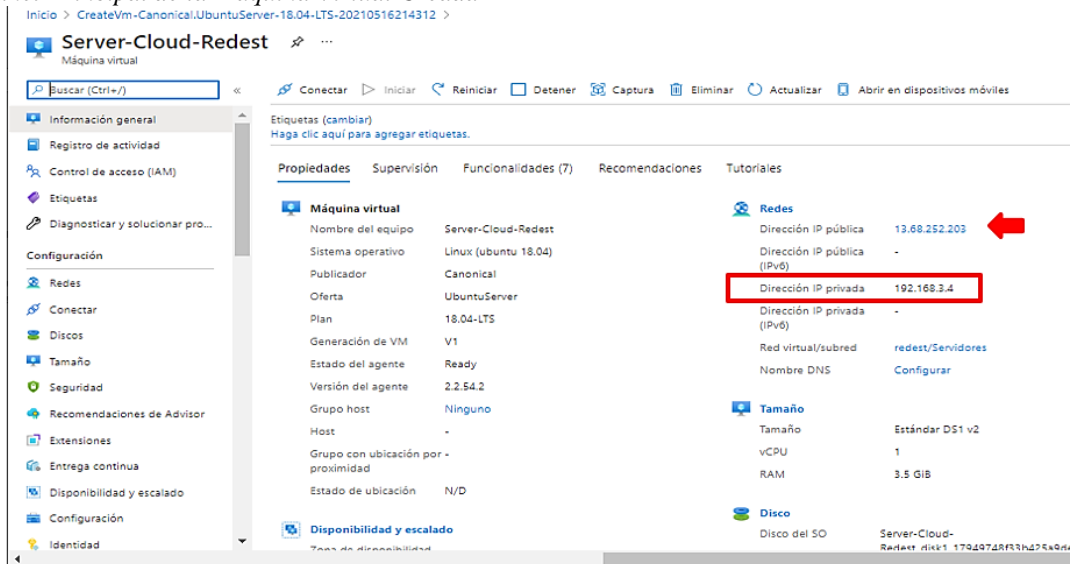 Inicio > CreateVm-Canonical.UbuntuServer-18.04-LTS-20210516214312 >
Server-Cloud-Redest
Máquina virtual
Buscar (Ctrl+/)
«
Información general
Registro de actividad
Control de acceso (IAM)
Etiquetas
Diagnosticar y solucionar pro...
Configuración
Redes
Conectar
Discos
Tamaño
Seguridad
Recomendaciones de Advisor
Extensiones
Entrega continua
Disponibilidad y escalado
Configuración
Identidad
Conectar Iniciar Reiniciar Detener Captura Eliminar Actualizar Abrir en dispositivos móviles
Etiquetas (cambiar)
Haga clic aquí para agregar etiquetas.
Propiedades Supervisión Funcionalidades (7) Recomendaciones Tutoriales
Máquina virtual
Nombre del equipo Server-Cloud-Redest
Sistema operativo Linux (ubuntu 18.04)
Publicador Canonical
Oferta UbuntuServer
Plan 18.04-LTS
Generación de VM V1
Estado del agente Ready
Versión del agente 2.2.54.2
Grupo host Ninguno
Host -
Grupo con ubicación por -
proximidad
Estado de ubicación N/D
Disponibilidad y escalado
Zona de disponibilidad
Redes
Dirección IP pública 13.68.252.203
Dirección IP pública -
(IPv6)
Dirección IP privada 192.168.3.4
Dirección IP privada -
(IPv6)
Red virtual/subred redest/Servidores
Nombre DNS Configurar
Tamaño
Tamaño Estándar DS1 v2
vCPU 1
RAM 3.5 GiB
Disco
Disco del SO Server-Cloud-